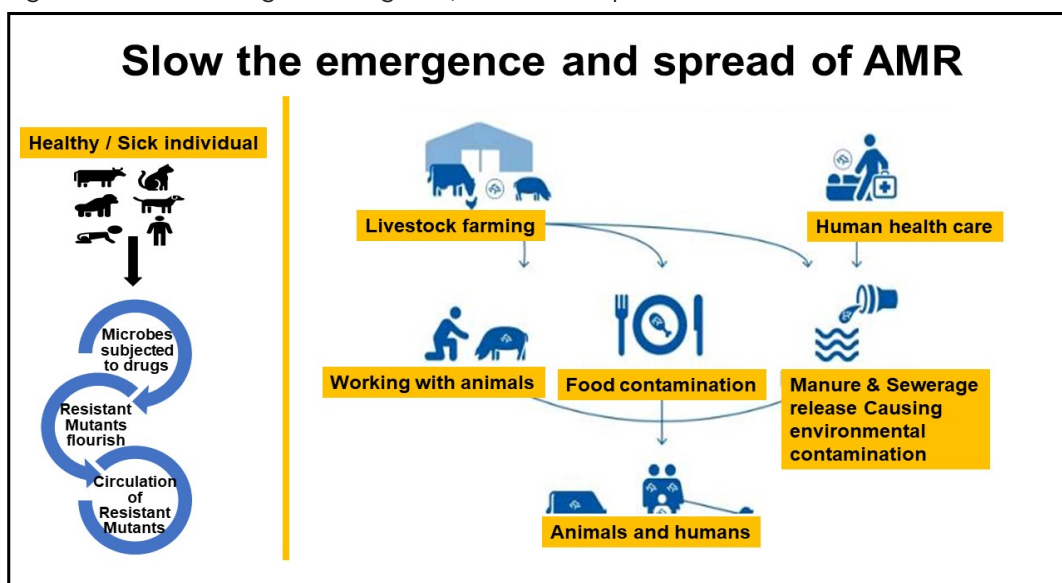 Slow the emergence and spread of AMR
Healthy / Sick individual
Microbes
subjected
to drugs
Resistant
Mutants
flourish
Circulation
of
Resistant
Mutants
Livestock farming
Human health care
Working with animals
Food contamination
Manure & Sewerage
release Causing
environmental
contamination
Animals and humans